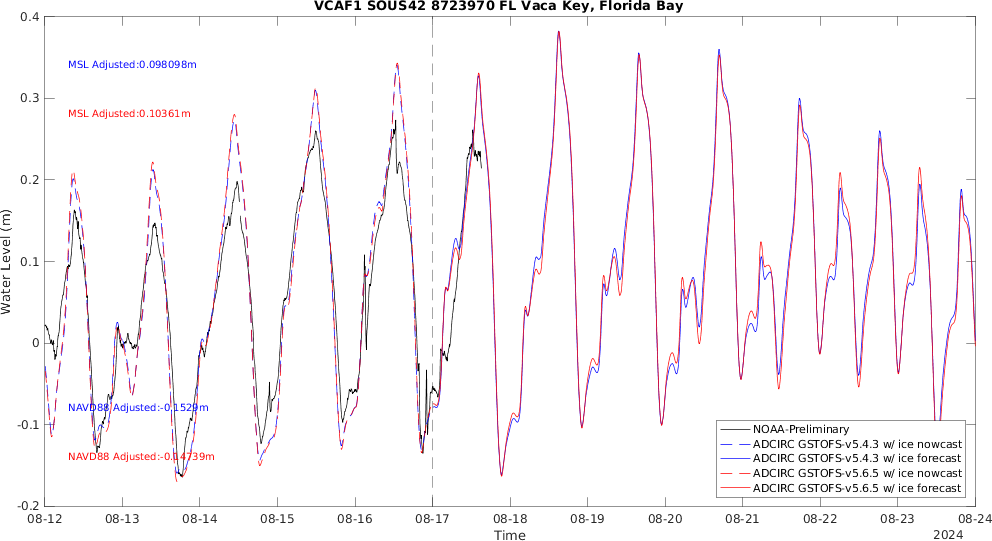 VCAF1 SOUS42 8723970 FL Vaca Key, Florida Bay
0.4
0.3
0.2
0.1
0
-0.1
-0.2
Water Level (m)
MSL Adjusted:0.098098m
MSL Adjusted:0.10361m
NAVD88 Adjusted:-0.1529m
NAVD88 Adjusted:-0.14739m
NOAA-Preliminary
ADCIRC GSTOFS-v5.4.3 w/ ice nowcast
ADCIRC GSTOFS-v5.4.3 w/ ice forecast
ADCIRC GSTOFS-v5.6.5 w/ ice nowcast
ADCIRC GSTOFS-v5.6.5 w/ ice forecast
08-12 08-13 08-14 08-15 08-16 08-17 08-18 08-19 08-20 08-21 08-22 08-23 08-24
Time
2024